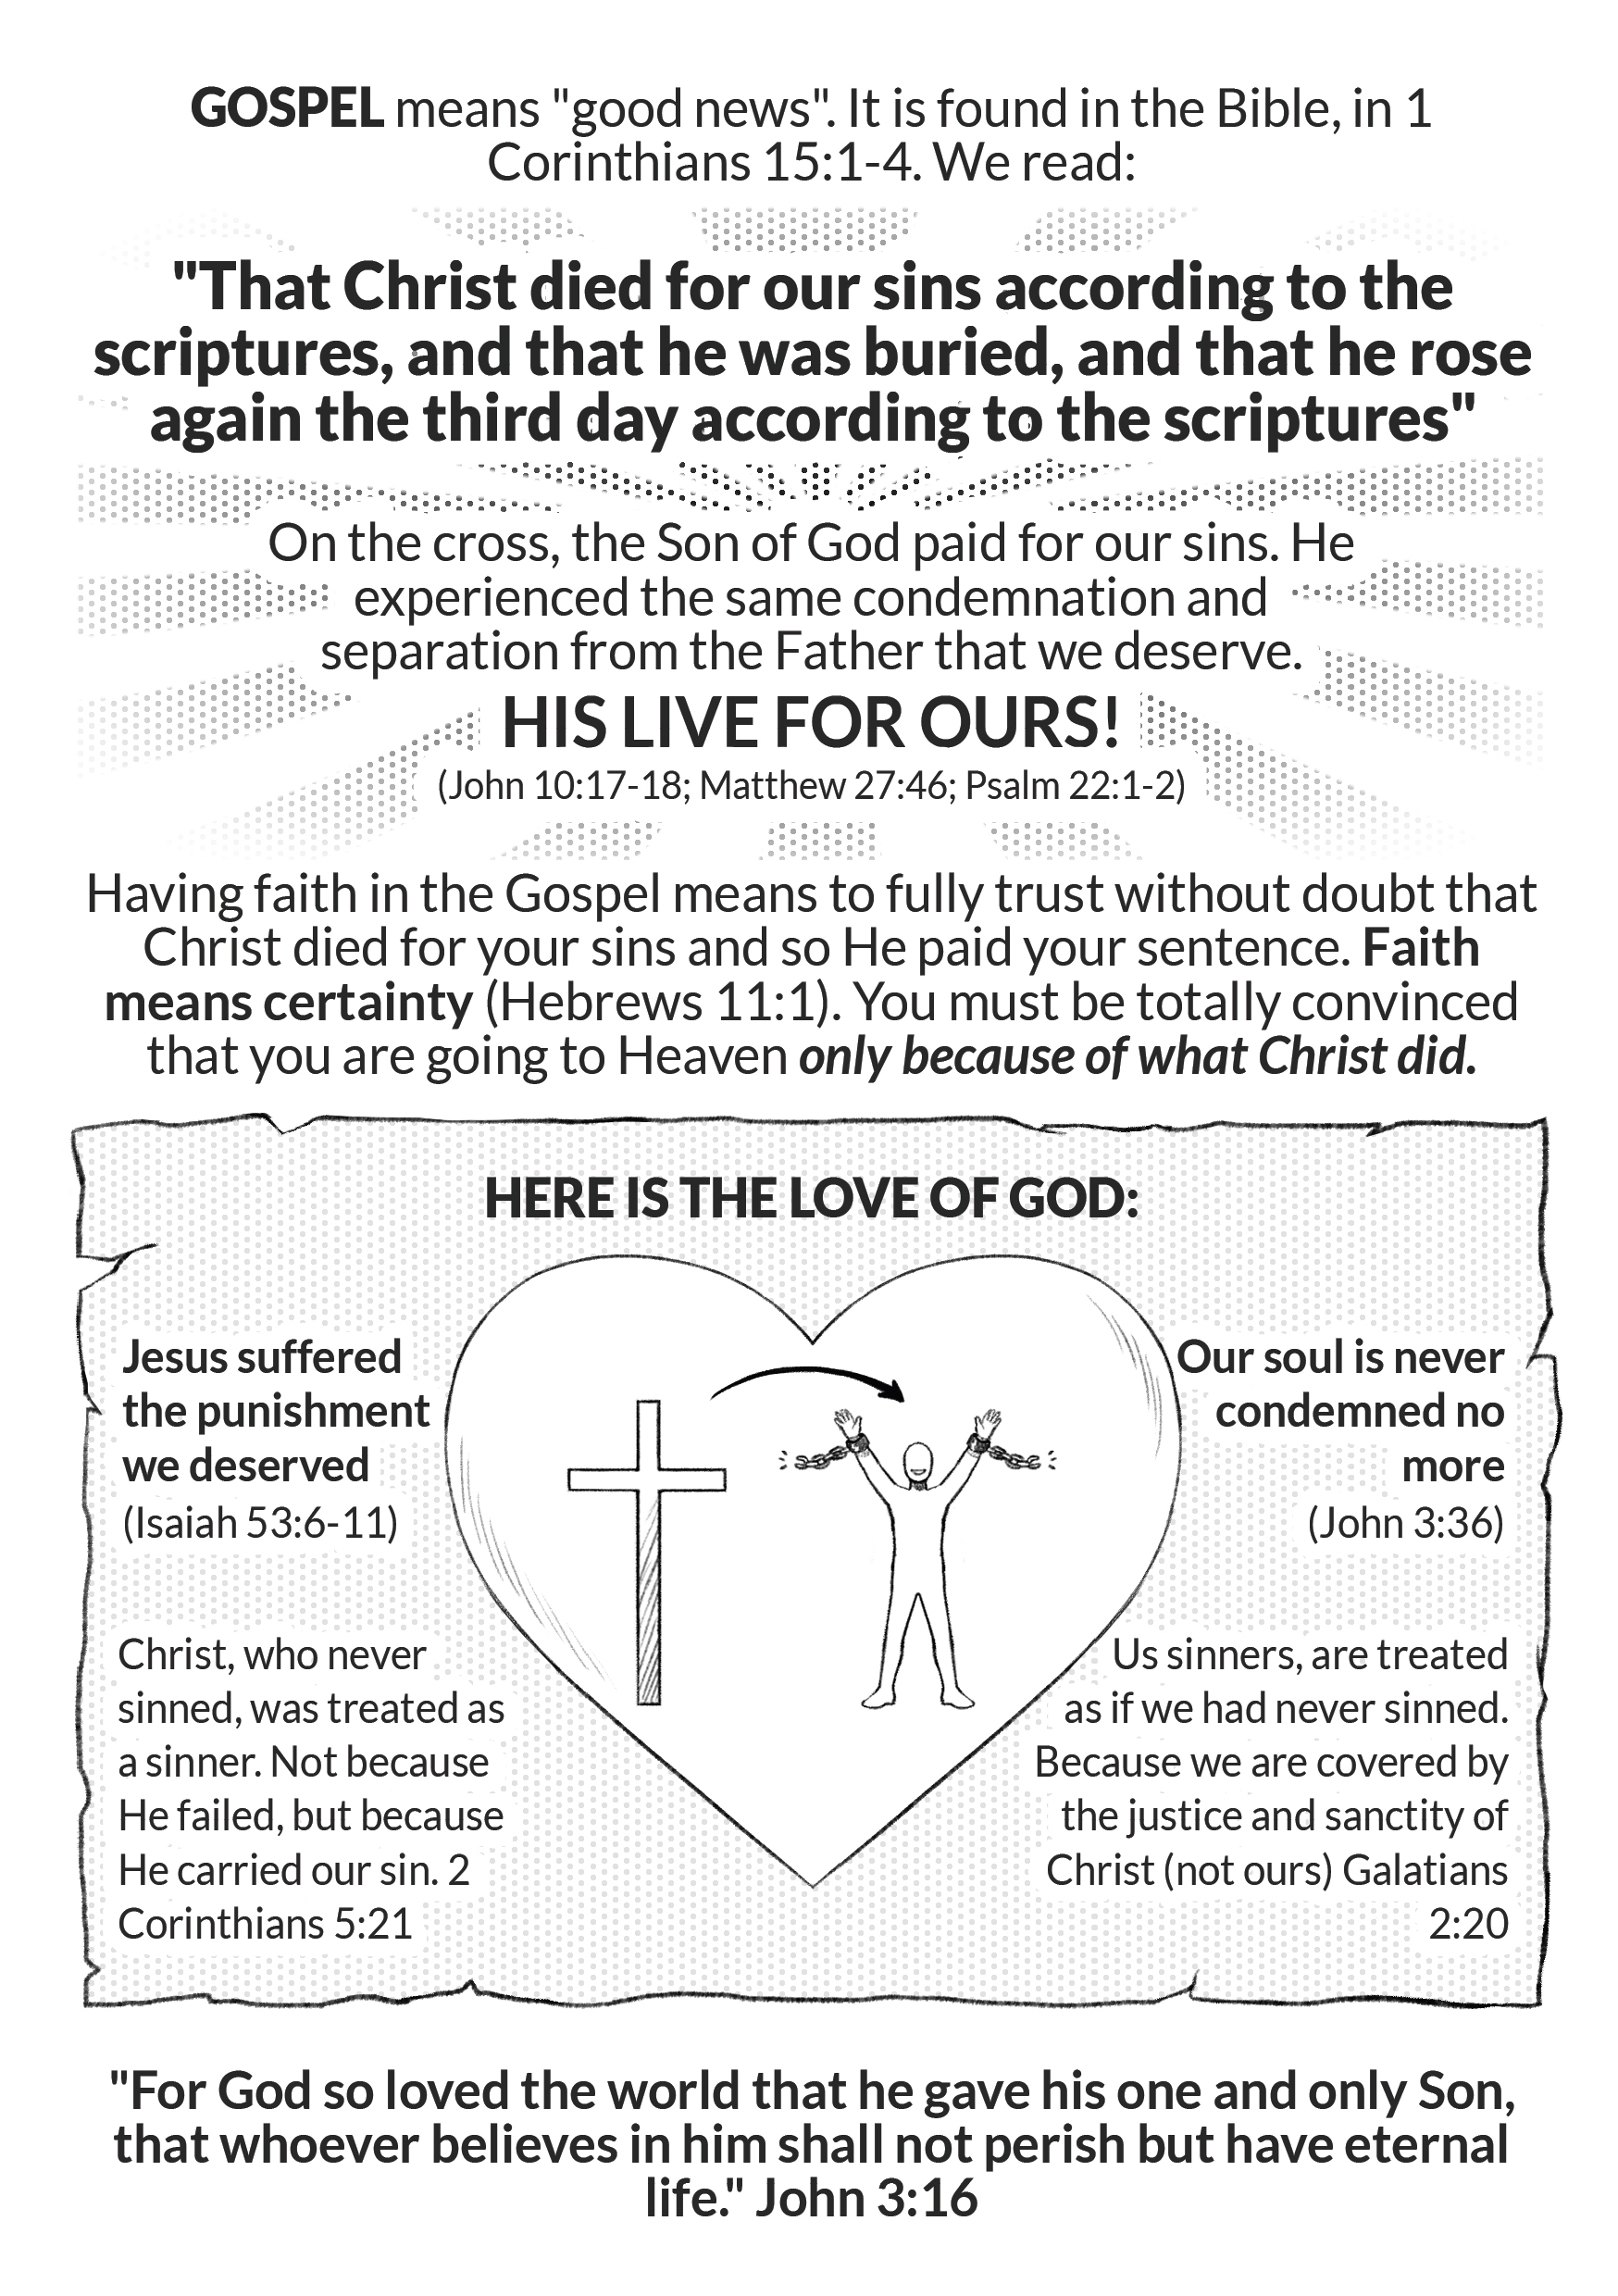 GOSPEL means "good news". It is found in the Bible, in 1
Corinthians 15:1-4. We read:
"That Christ died for our sins according to the
scriptures, and that he was buried, and that he rose
again the third day according to the scriptures"
On the cross, the Son of God paid for our sins. He
experienced the same condemnation and
separation from the Father that we deserve.
HIS LIVE FOR OURS!
(John 10:17-18; Matthew 27:46; Psalm 22:1-2)
Having faith in the Gospel means to fully trust without doubt that
Christ died for your sins and so He paid your sentence. Faith
means certainty (Hebrews 11:1). You must be totally convinced
that you are going to Heaven only because of what Christ did.
HERE IS THE LOVE OF GOD:
Jesus suffered
the punishment
we deserved
(Isaiah 53:6-11)
Our soul is never
condemned no
more
(John 3:36)
Christ, who never
sinned, was treated as
a sinner. Not because
He failed, but because
He carried our sin. 2
Corinthians 5:21
Us sinners, are treated
as if we had never sinned.
Because we are covered by
the justice and sanctity of
Christ (not ours) Galatians
2:20
"For God so loved the world that he gave his one and only Son,
that whoever believes in him shall not perish but have eternal
life." John 3:16